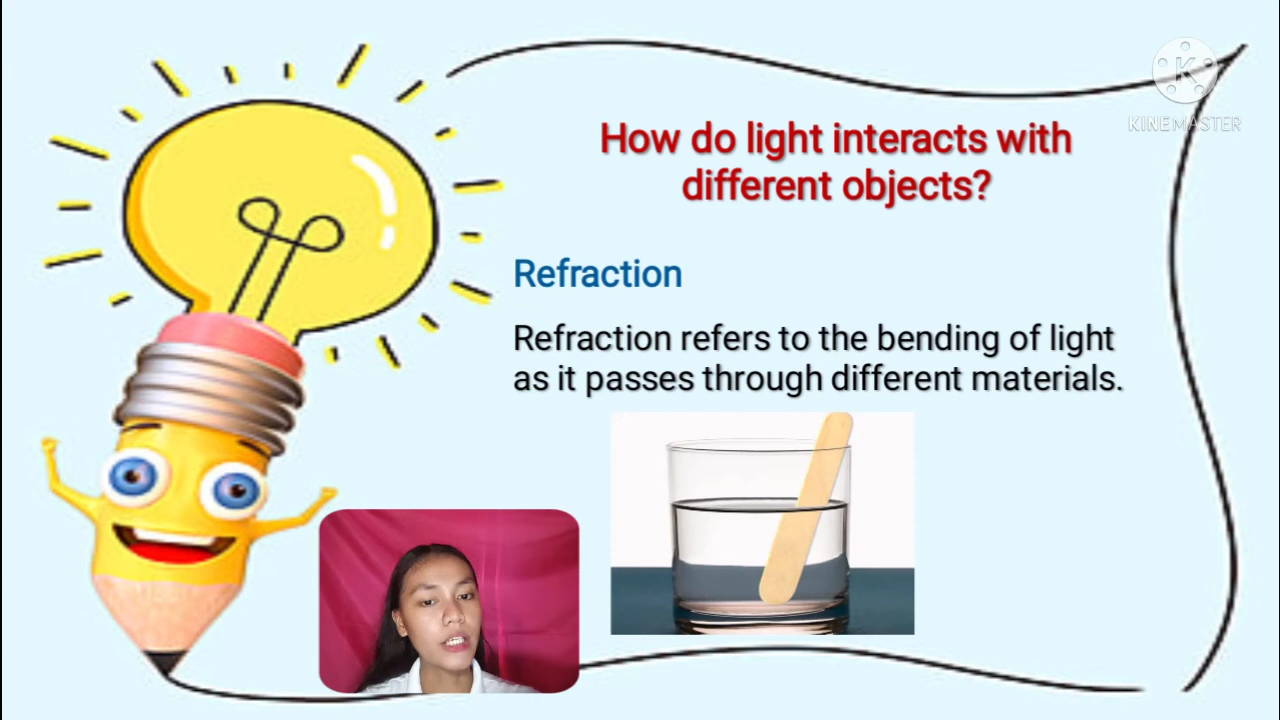 KINEMASTER
How do light interacts with
different objects?
Refraction
Refraction refers to the bending of light
as it passes through different materials.